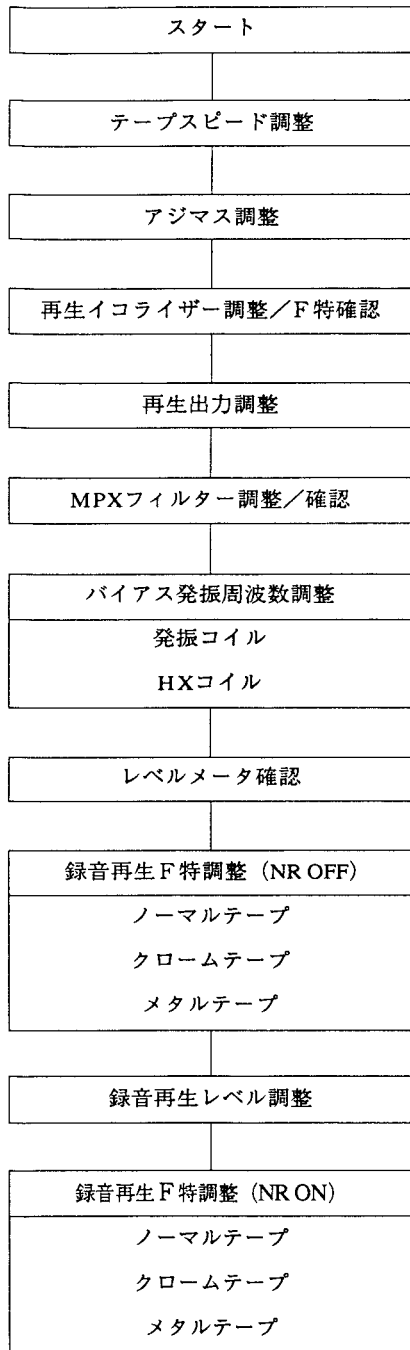 スタート
テープスピード調整
アジマス調整
再生イコライザー調整／F特確認
再生出力調整
MPXフィルター調整／確認
バイアス発振周波数調整
発振コイル
HXコイル
レベルメータ確認
録音再生F特調整（NR OFF）
ノーマルテープ
クロームテープ
メタルテープ
録音再生レベル調整
録音再生F特調整（NR ON）
ノーマルテープ
クロームテープ
メタルテープ